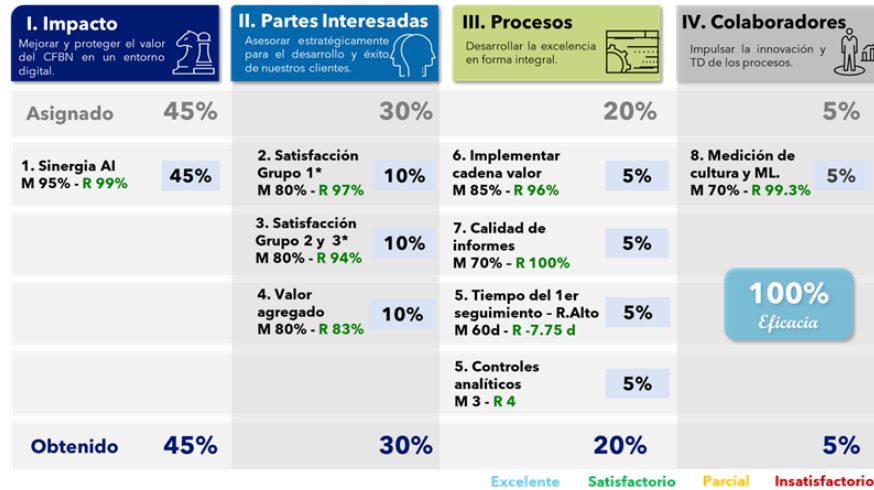 I. Impacto
Mejorar y proteger el valor
del CFBN en un entorno
digital.
II. Partes Interesadas
Asesorar estratégicamente
para el desarrollo y éxito
de nuestros clientes.
III. Procesos
Desarrollar la excelencia
en forma integral.
IV. Colaboradores
Impulsar la innovación y
TD de los procesos.
Asignado 45% 30% 20% 5%
1. Sinergia AI
M 95% - R 99%
45%
2. Satisfacción
Grupo 1*
M 80% - R 97%
10%
6. Implementar
cadena valor
M 85% - R 96%
5%
8. Medición de
cultura y ML.
M 70% - R 99.3%
5%
3. Satisfacción
Grupo 2 y 3*
M 80% - R 94%
10%
7. Calidad de
informes
M 70% – R 100%
5%
4. Valor
agregado
M 80% - R 83%
10%
5. Tiempo del 1er
seguimiento – R.Alto
M 60d - R -7.75 d
5%
100%
Eficacia
5. Controles
analíticos
M 3 - R 4
5%
Obtenido 45% 30% 20% 5%
Excelente Satisfactorio Parcial Insatisfactorio